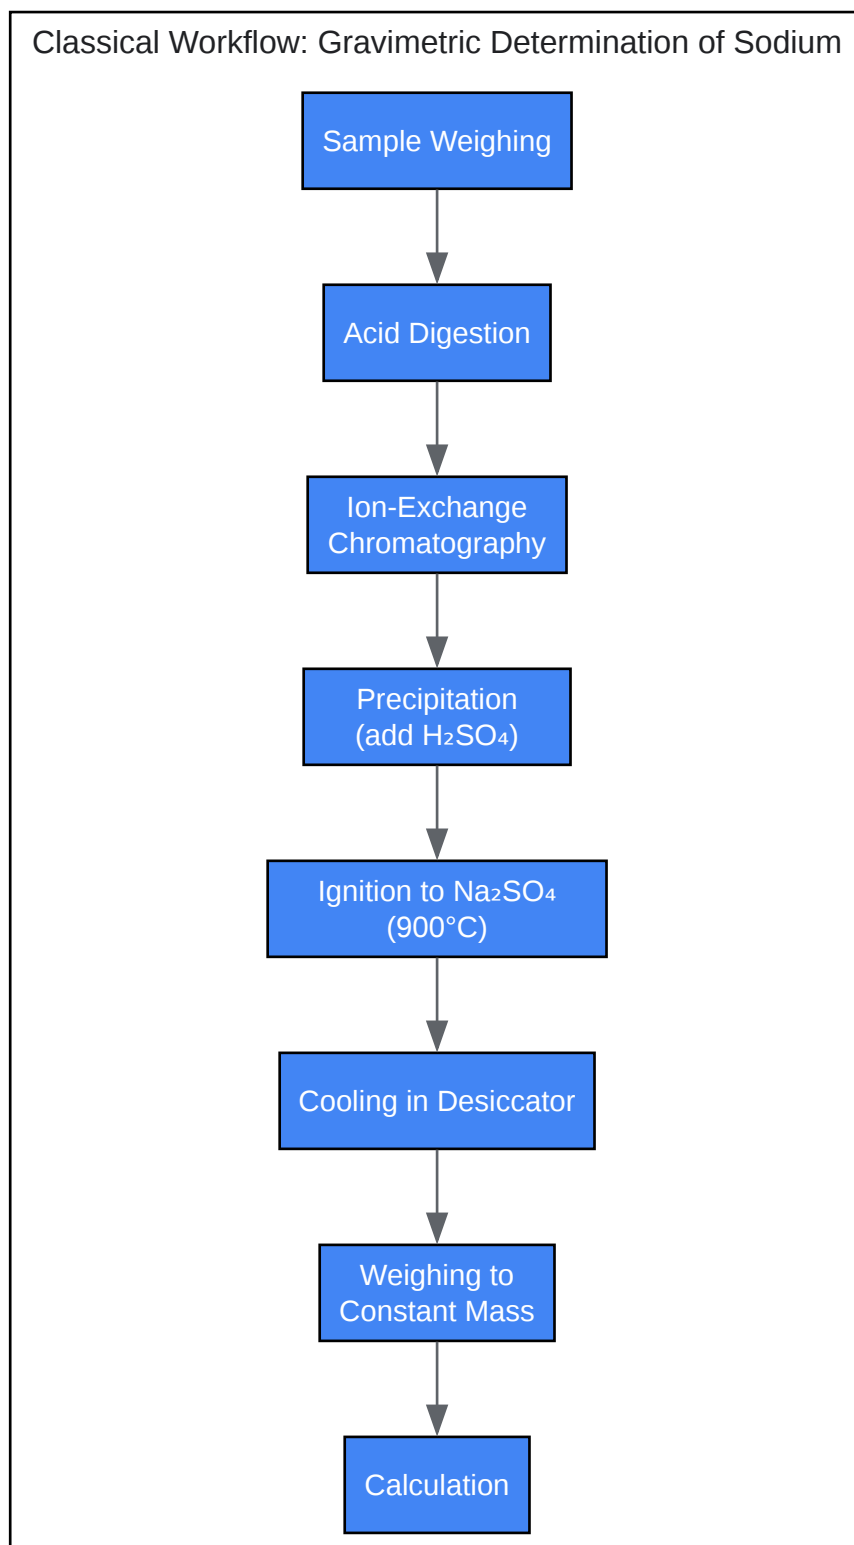 Classical Workflow: Gravimetric Determination of Sodium
Sample Weighing
Acid Digestion
Ion-Exchange
Chromatography
Precipitation
(add H₂SO₄)
Ignition to Na₂SO₄
(900°C)
Cooling in Desiccator
Weighing to
Constant Mass
Calculation